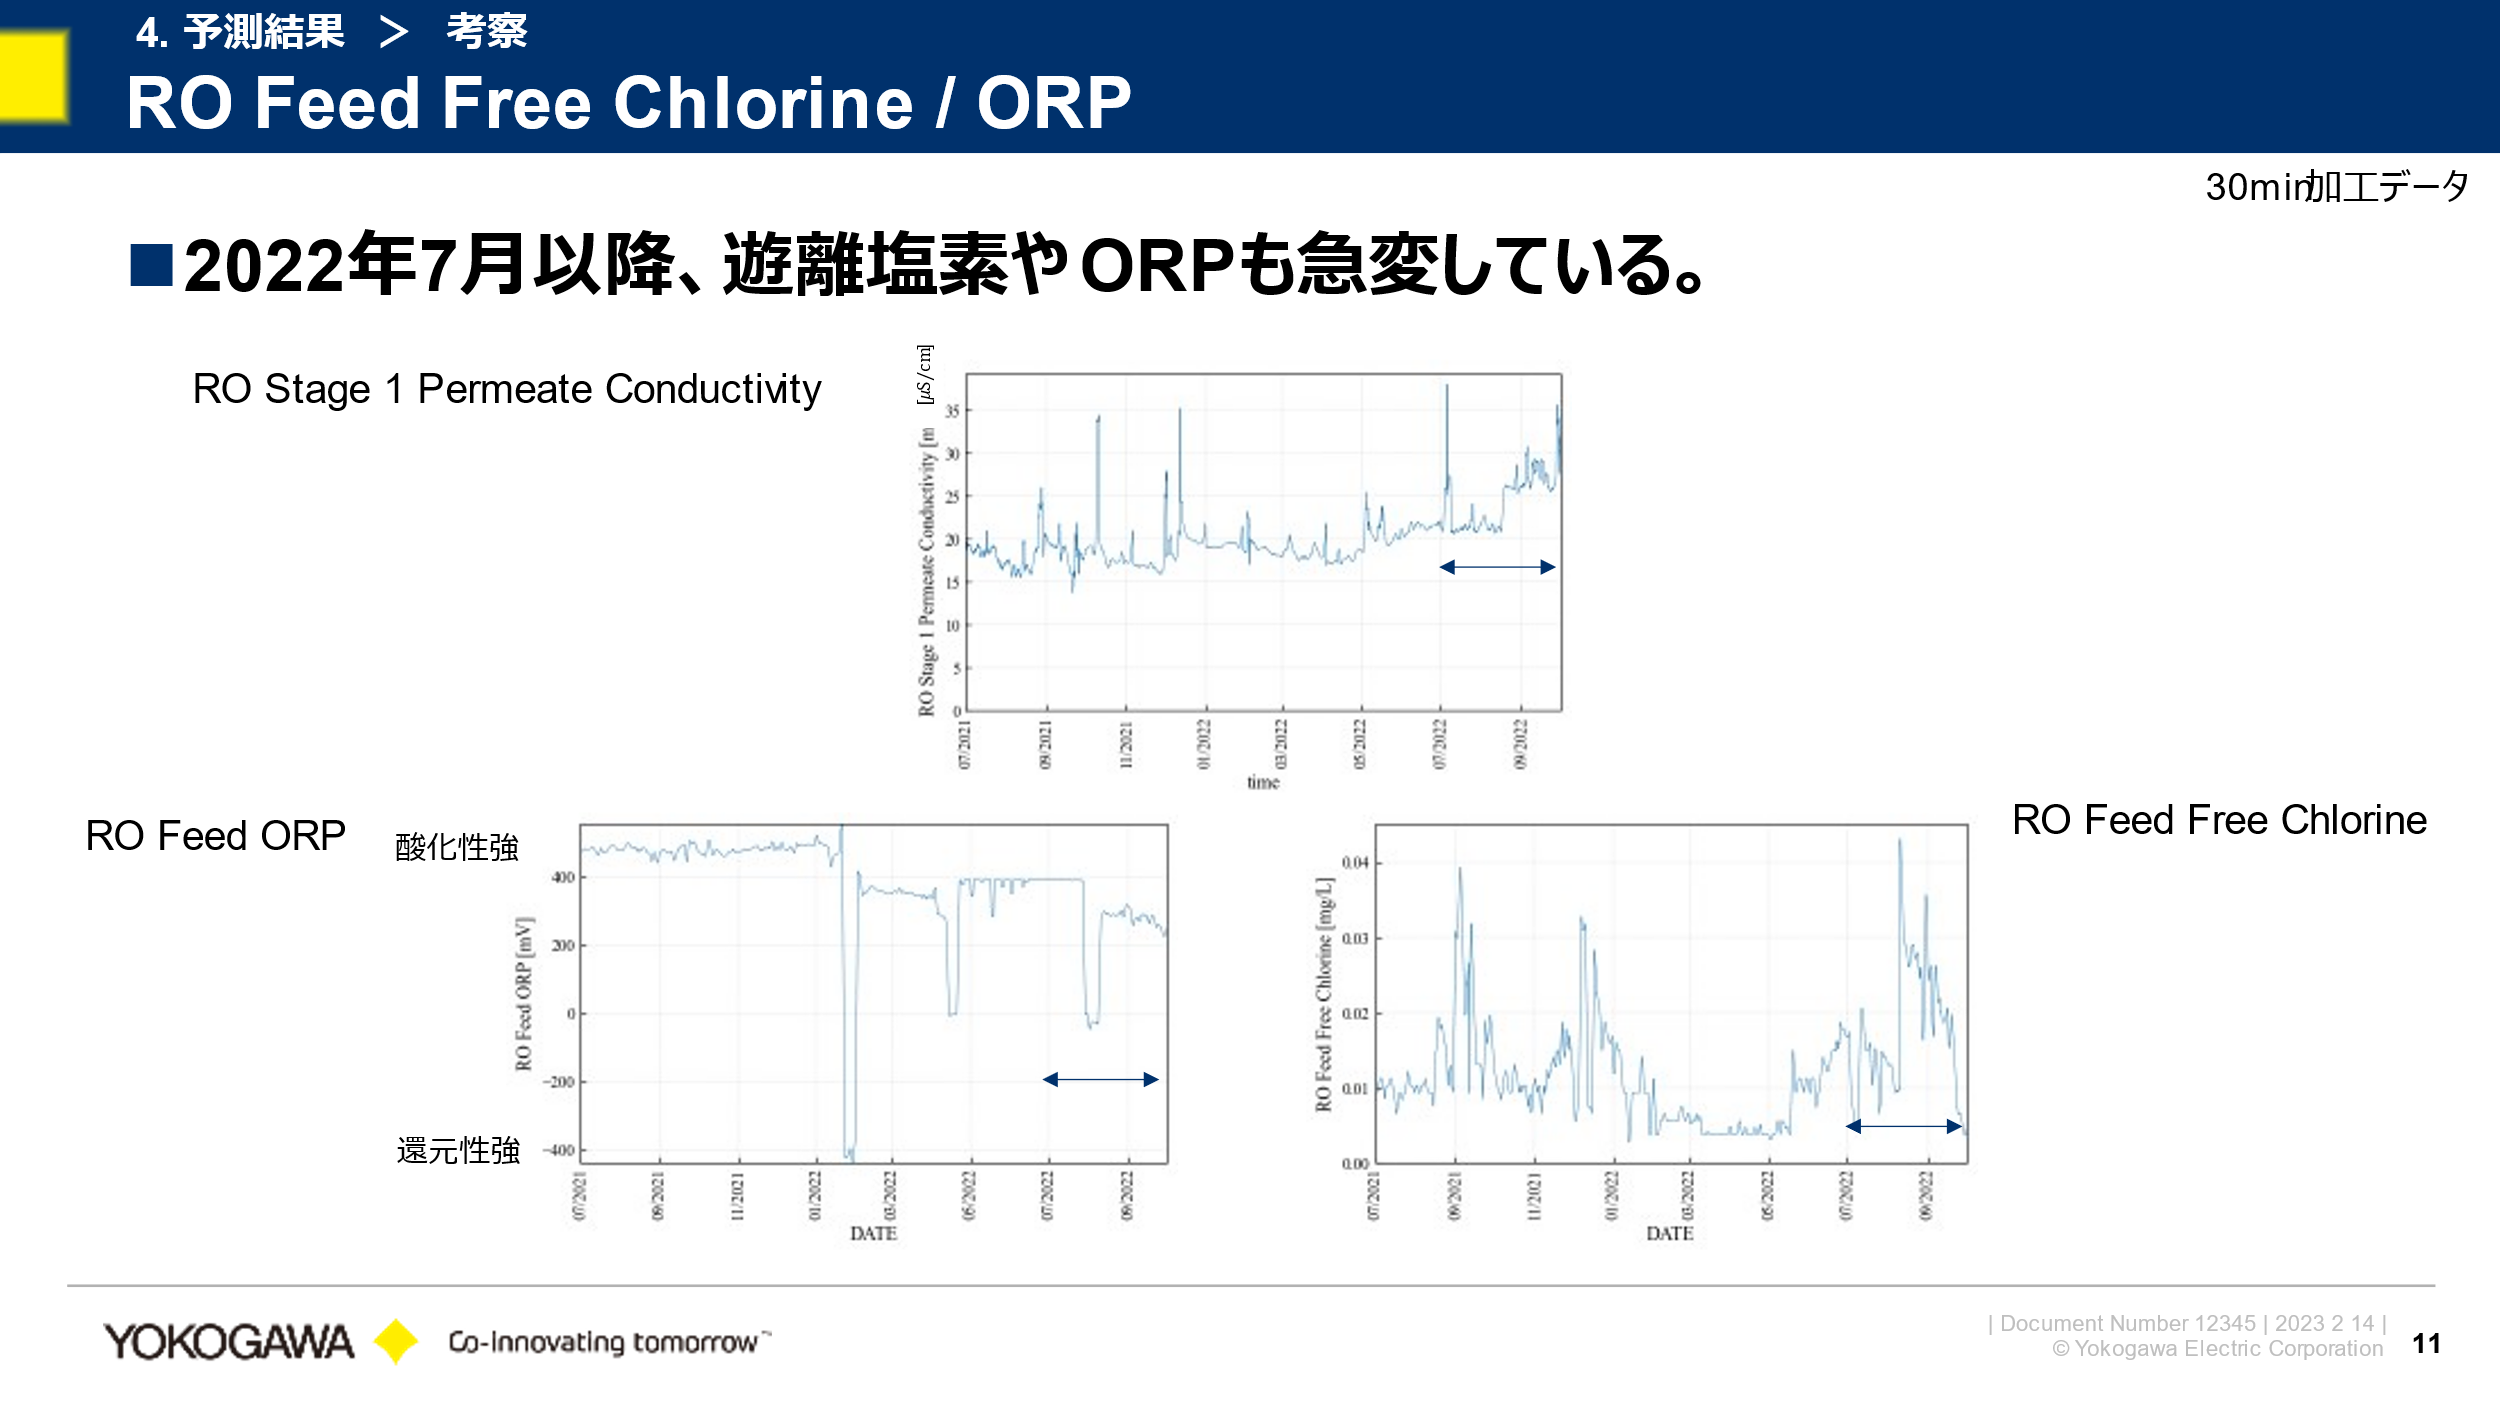 4. 予測結果 ＞ 考察
RO Feed Free Chlorine / ORP
30min加工データ
■2022年7月以降、遊離塩素やORPも急変している。
RO Stage 1 Permeate Conductivity
[μS/cm]
RO Stage 1 Permeate Conductivity [m
35
30
25
20
15
10
5
0
07/2021
09/2021
11/2021
01/2022
03/2022
05/2022
07/2022
09/2022
time
RO Feed ORP
酸化性強
還元性強
RO Feed ORP [mV]
400
200
0
−200
−400
07/2021
09/2021
11/2021
01/2022
03/2022
05/2022
07/2022
09/2022
DATE
RO Feed Free Chlorine
RO Feed Free Chlorine [mg/L]
0.04
0.03
0.02
0.01
0.00
07/2021
09/2021
11/2021
01/2022
03/2022
05/2022
07/2022
09/2022
DATE
YOKOGAWA
Co-innovating tomorrow™
| Document Number 12345 | 2023 2 14 |
© Yokogawa Electric Corporation
11